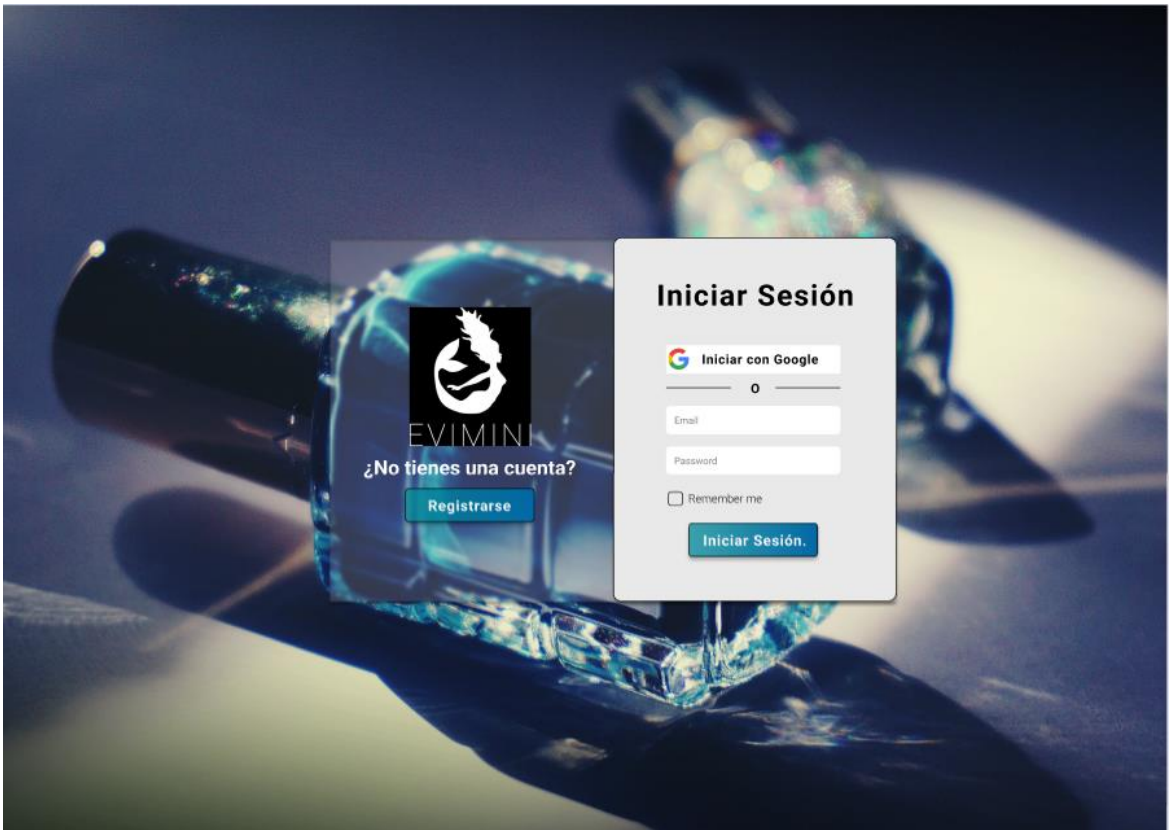 EVIMINI
¿No tienes una cuenta?
Registrarse
Iniciar Sesión
Iniciar con Google
O
Email
Password
Remember me
Iniciar Sesión.